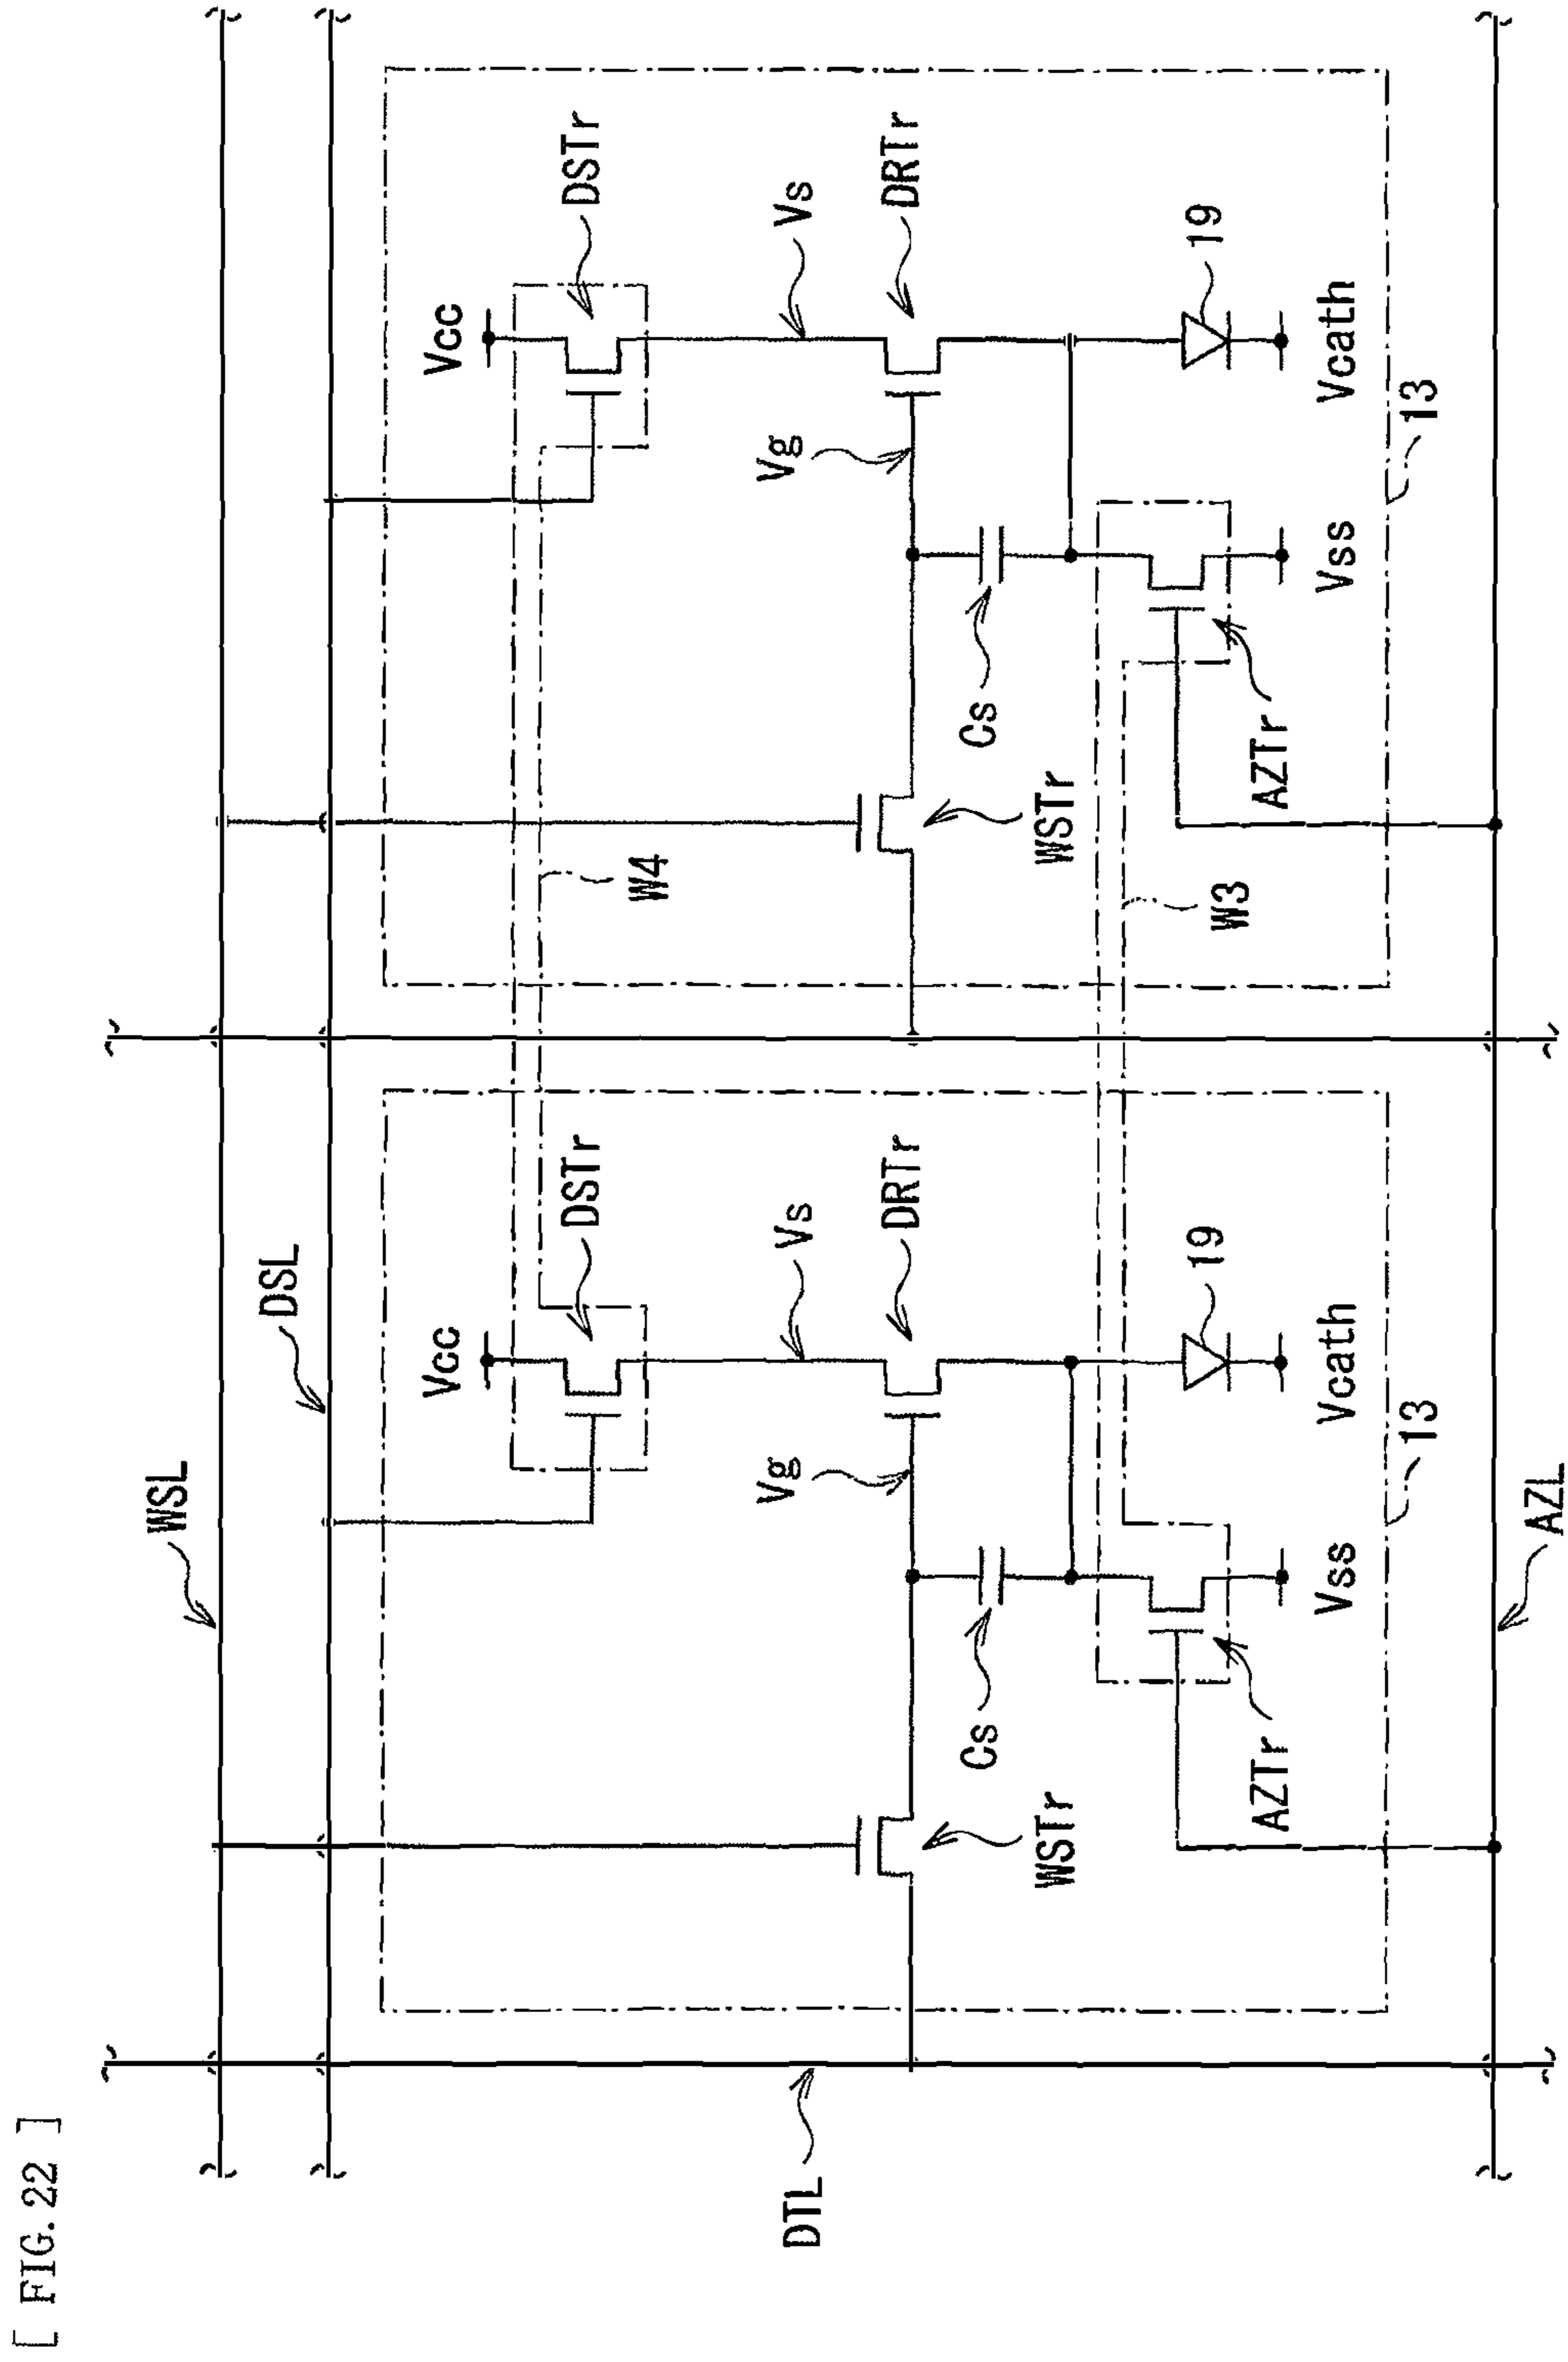 [ FIG. 22 ]
WSL
DSL
Vcc
DSTr
Vcc
DSTr
W4
Vg
Vs
Vg
Vs
DTL
DRTr
DRTr
Cs
Cs
WSTr
WSTr
19
19
W3
AZTr
AZTr
Vss
Vcath
Vss
Vcath
13
13
AZL